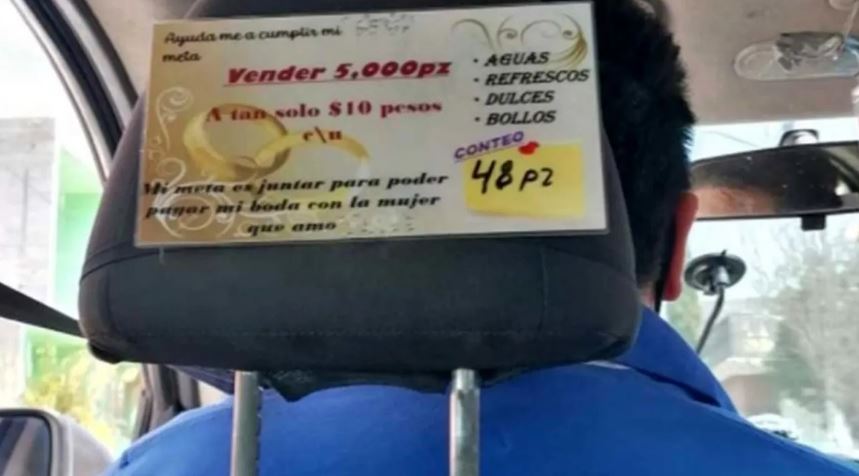 Ayuda me a cumplir mi
meta
Vender 5,000pz
A tan solo $10 pesos
c\u
Mi meta es juntar para poder
pagar mi boda con la mujer
que amo
• AGUAS
• REFRESCOS
• DULCES
• BOLLOS
CONTEO
48 PZ